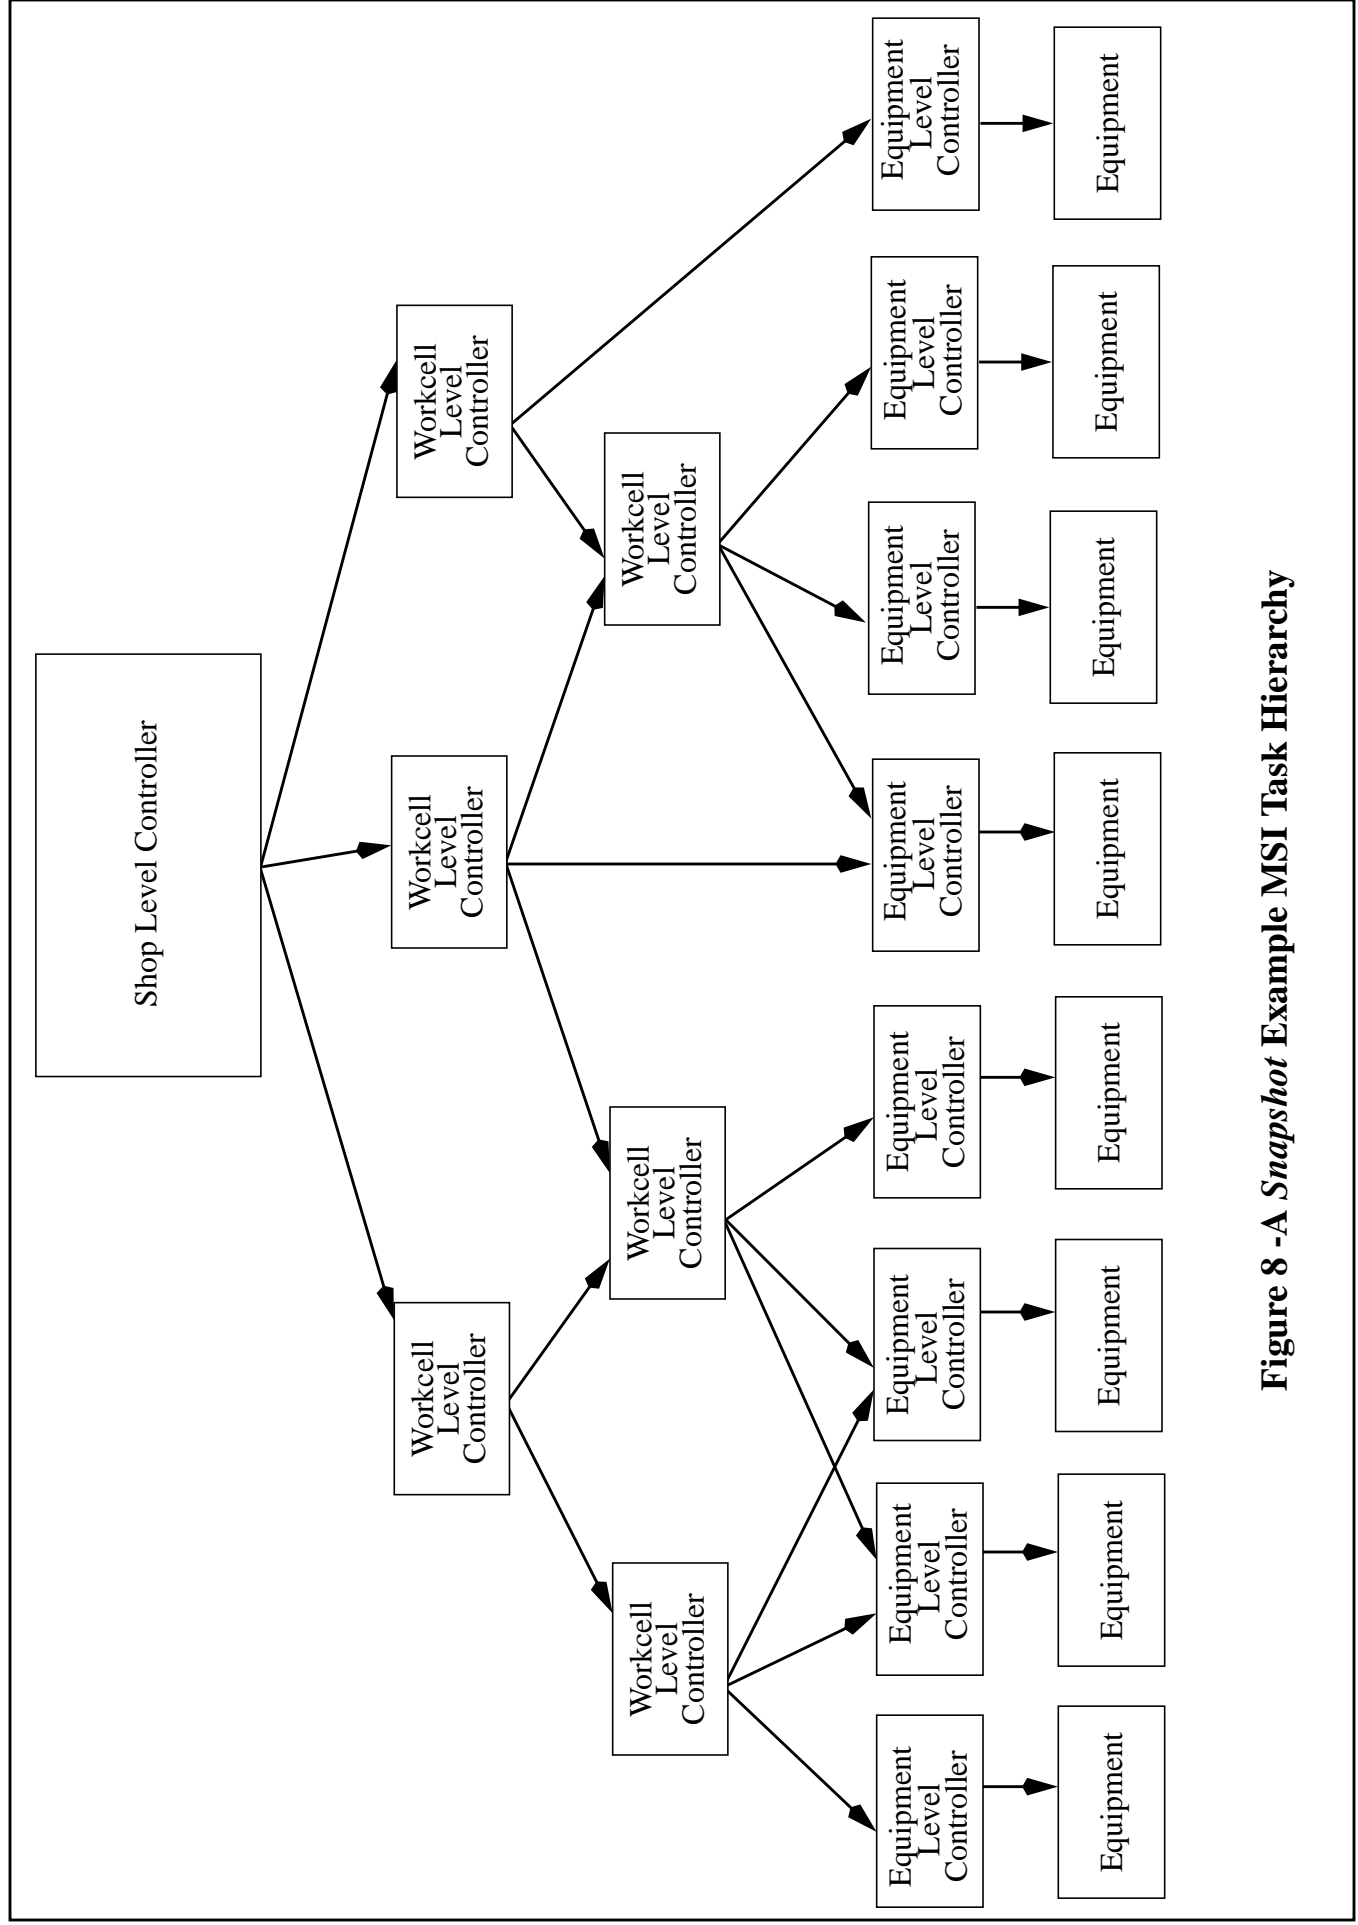 Shop Level Controller
Workcell
Level
Controller
Workcell
Level
Controller
Workcell
Level
Controller
Workcell
Level
Controller
Workcell
Level
Controller
Workcell
Level
Controller
Equipment
Level
Controller
Equipment
Level
Controller
Equipment
Level
Controller
Equipment
Level
Controller
Equipment
Level
Controller
Equipment
Level
Controller
Equipment
Level
Controller
Equipment
Level
Controller
Equipment
Equipment
Equipment
Equipment
Equipment
Equipment
Equipment
Equipment
Figure 8 -A Snapshot Example MSI Task Hierarchy